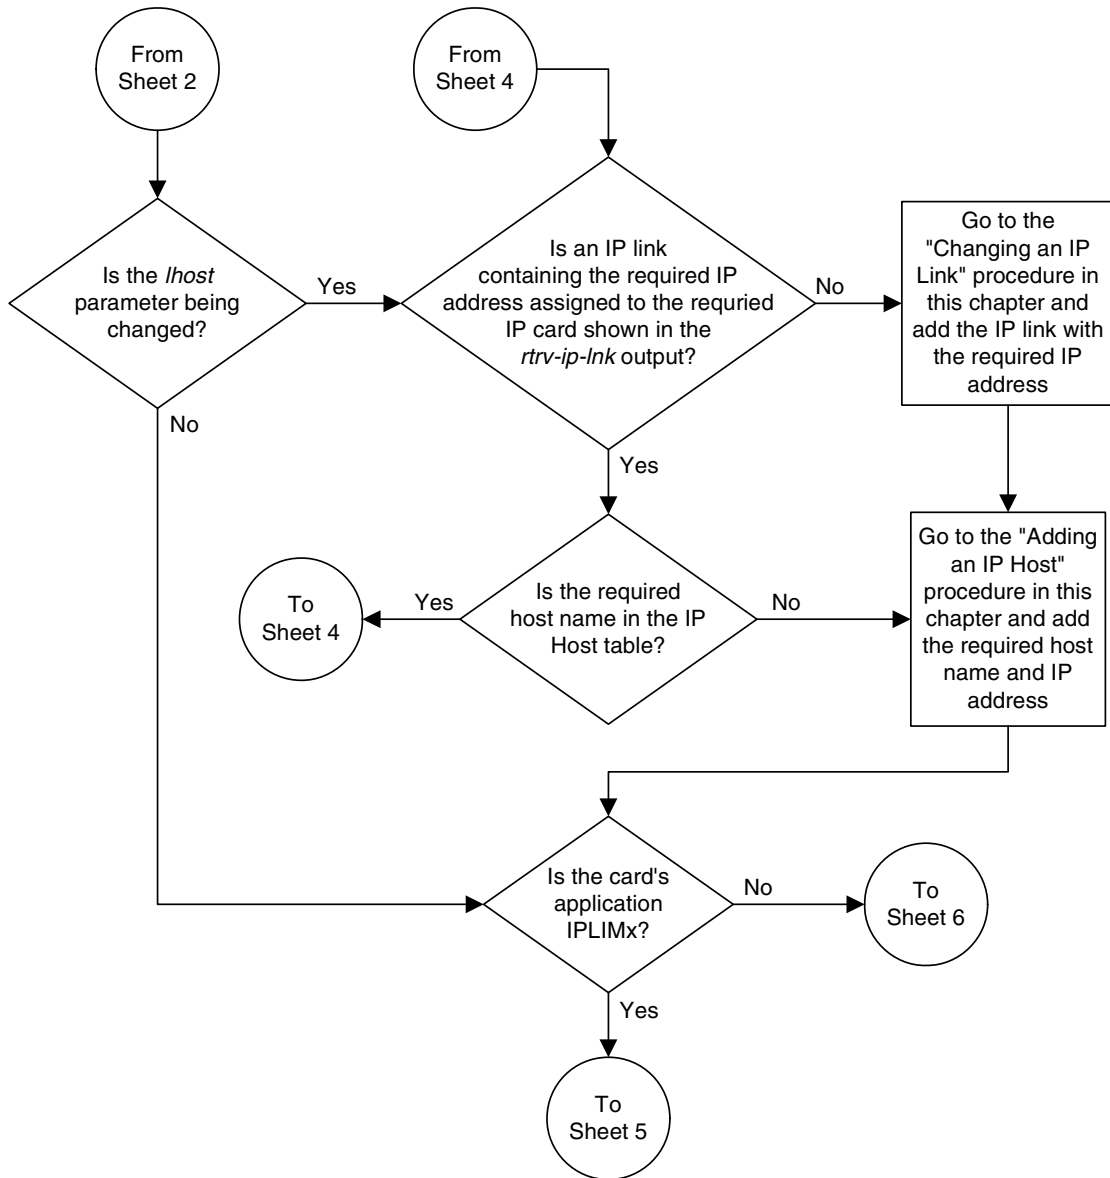 From
Sheet 2
From
Sheet 4
Is the lhost
parameter being
changed?
Yes
No
Is an IP link
containing the required IP
address assigned to the requried
IP card shown in the
rtrv-ip-lnk output?
No
Yes
Go to the
"Changing an IP
Link" procedure in
this chapter and
add the IP link with
the required IP
address
To
Sheet 4
Yes
Is the required
host name in the IP
Host table?
No
Go to the "Adding
an IP Host"
procedure in this
chapter and add
the required host
name and IP
address
Is the card's
application
IPLIMx?
No
To
Sheet 6
Yes
To
Sheet 5